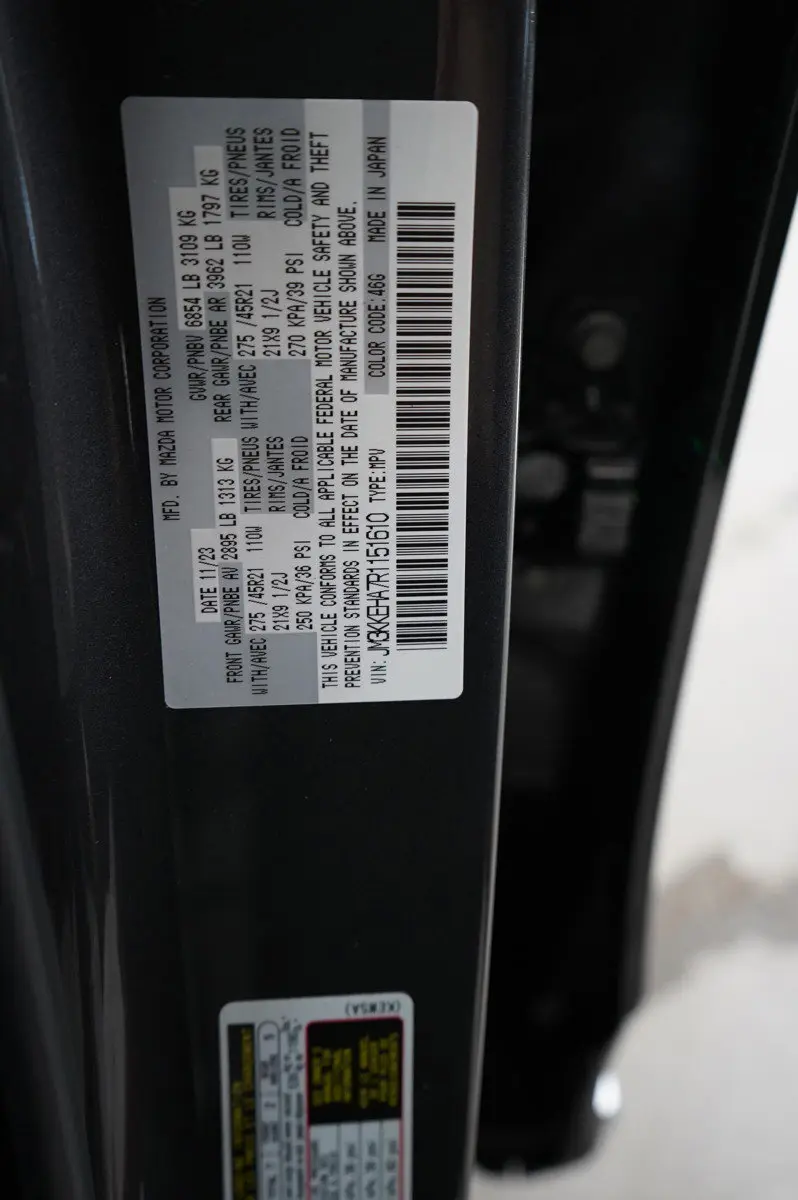 MFD. BY MAZDA MOTOR CORPORATION
DATE 11/23 GVWR/PNBV 6854 LB 3109 KG
FRONT GAWR/PNBE AV 2895 LB 1313 KG REAR GAWR/PNBE AR 3962 LB 1797 KG
WITH/AVEC 275 /45R21 110W TIRES/PNEUS WITH/AVEC 275 /45R21 110W TIRES/PNEUS
21X9 1/2J RIMS/JANTES 21X9 1/2J RIMS/JANTES
250 KPA/36 PSI COLD/A FROID 270 KPA/39 PSI COLD/A FROID
THIS VEHICLE CONFORMS TO ALL APPLICABLE FEDERAL MOTOR VEHICLE SAFETY AND THEFT
PREVENTION STANDARDS IN EFFECT ON THE DATE OF MANUFACTURE SHOWN ABOVE.
VIN: JM3KKEHA7R1151610 TYPE:MPV COLOR CODE:46G MADE IN JAPAN
(KEWSA)